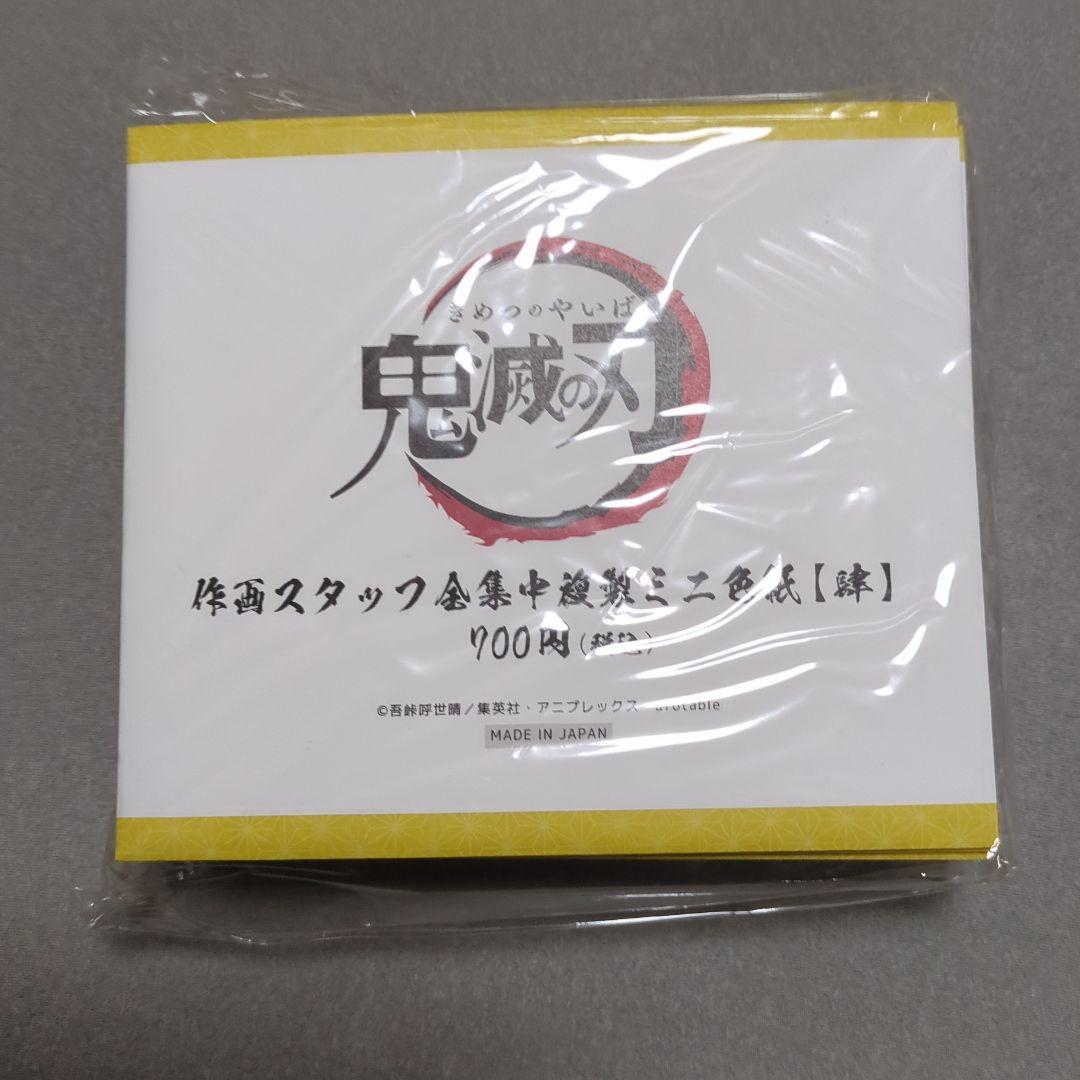 きめつのやいば
鬼滅の刃
作画スタッフ全集中複製ミニ色紙【肆】
700円(税込)
©吾峠呼世晴／集英社・アニプレックス・ufotable
MADE IN JAPAN